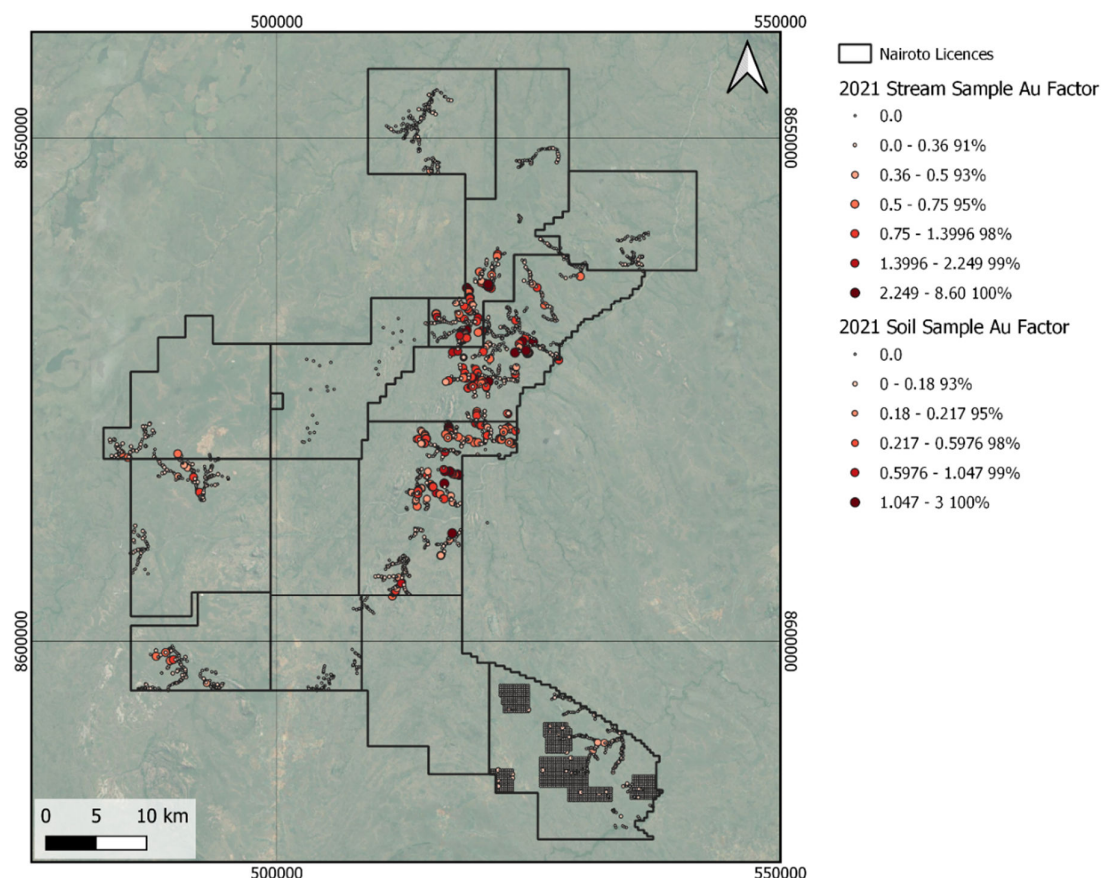 500000
550000
8650000
8650000
8600000
8600000
0 5 10 km
500000
550000
Nairoto Licences
2021 Stream Sample Au Factor
0.0
0.0 - 0.36 91%
0.36 - 0.5 93%
0.5 - 0.75 95%
0.75 - 1.3996 98%
1.3996 - 2.249 99%
2.249 - 8.60 100%
2021 Soil Sample Au Factor
0.0
0 - 0.18 93%
0.18 - 0.217 95%
0.217 - 0.5976 98%
0.5976 - 1.047 99%
1.047 - 3 100%